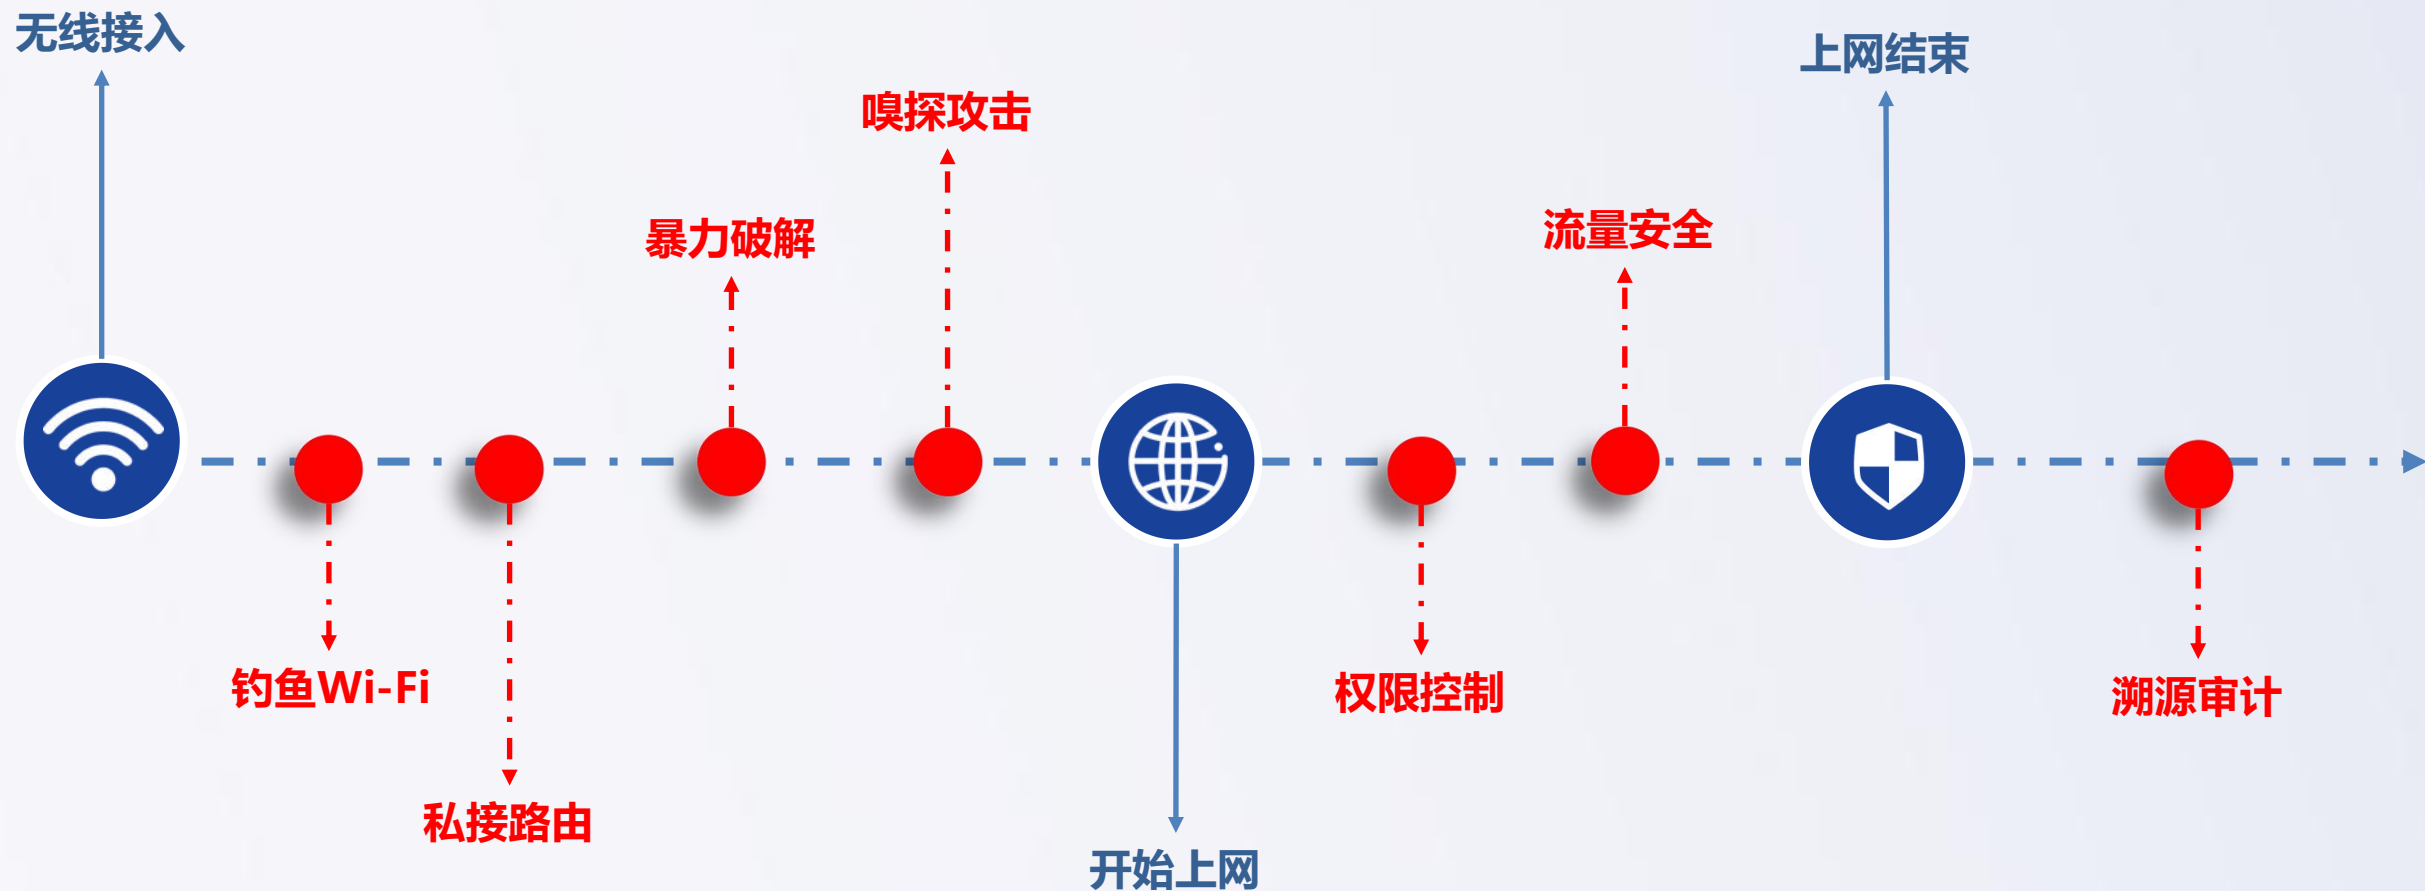 无线接入
上网结束
嗅探攻击
流量安全
暴力破解
钓鱼Wi-Fi
权限控制
溯源审计
私接路由
开始上网